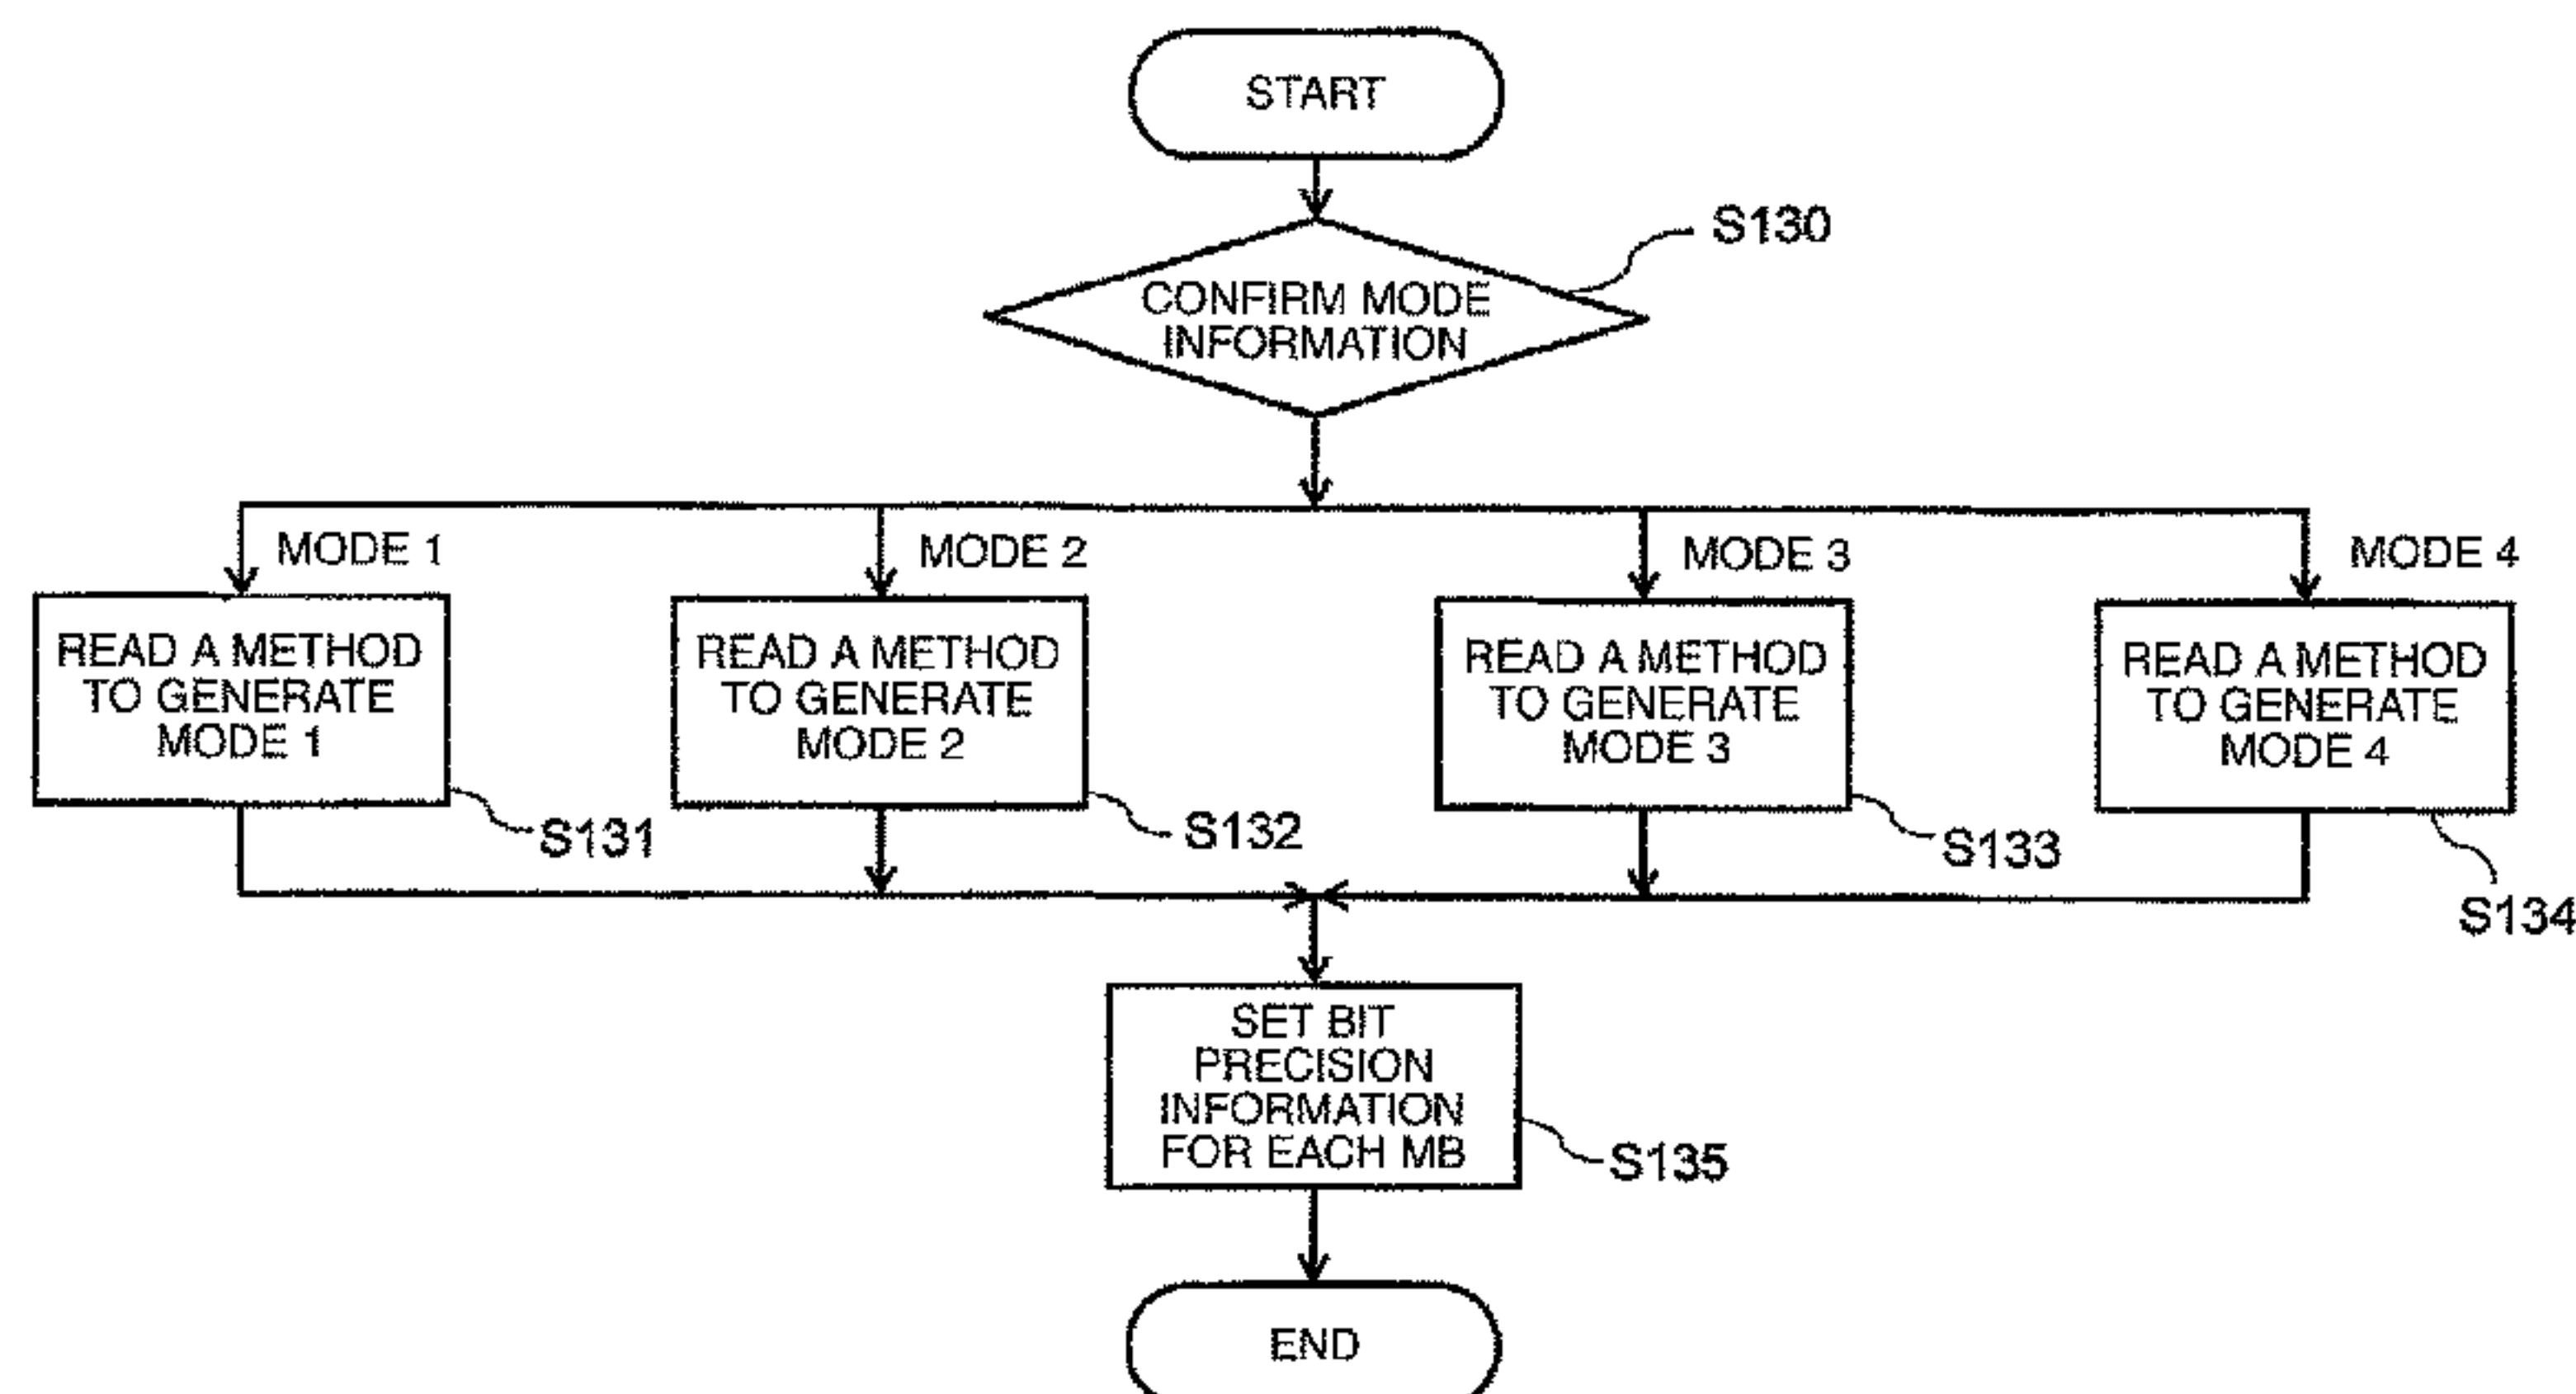 START
S130
CONFIRM MODE
INFORMATION
MODE 1
MODE 2
MODE 3
MODE 4
READ A METHOD
TO GENERATE
MODE 1
READ A METHOD
TO GENERATE
MODE 2
READ A METHOD
TO GENERATE
MODE 3
READ A METHOD
TO GENERATE
MODE 4
S131
S132
S133
S134
SET BIT
PRECISION
INFORMATION
FOR EACH MB
S135
END